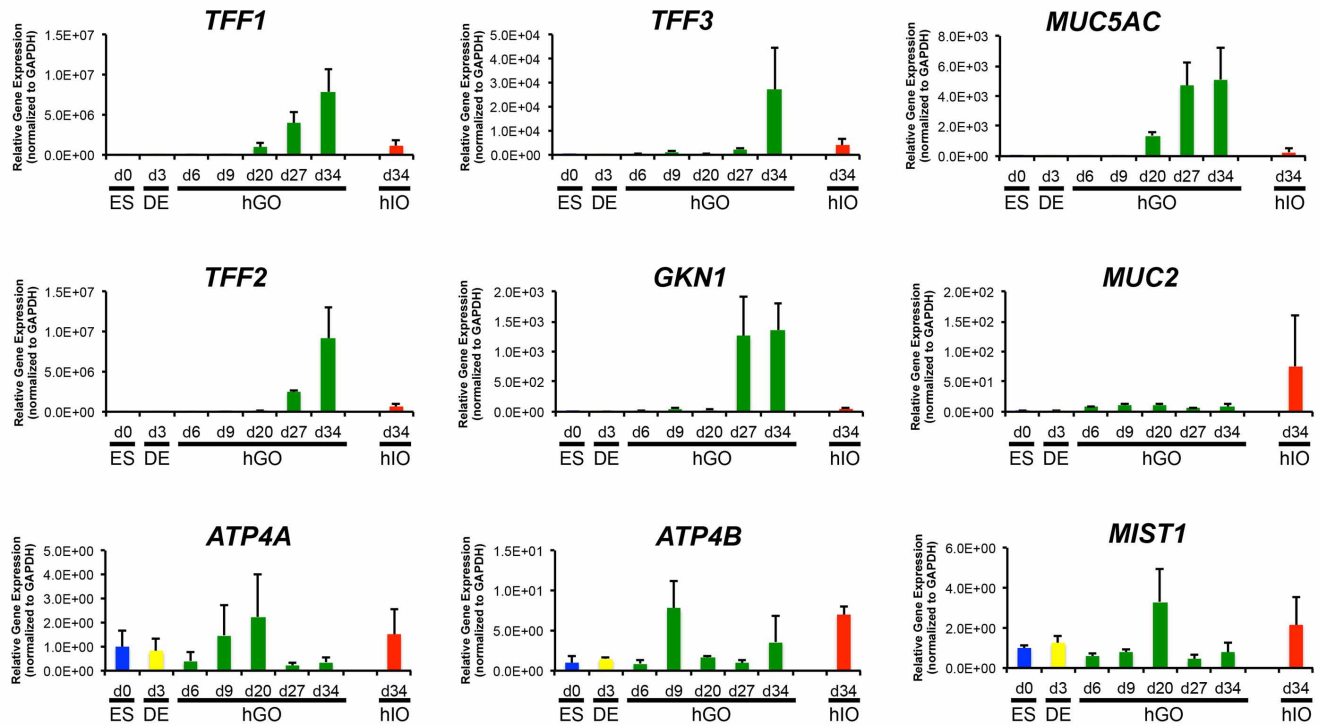 TFF1
Relative Gene Expression
(normalized to GAPDH)
1.5E+07
1.0E+07
5.0E+06
0.0E+00
d0 d3 d6 d9 d20 d27 d34 d34
ES DE hGO hIO
TFF3
Relative Gene Expression
(normalized to GAPDH)
5.0E+04
4.0E+04
3.0E+04
2.0E+04
1.0E+04
0.0E+00
d0 d3 d6 d9 d20 d27 d34 d34
ES DE hGO hIO
MUC5AC
Relative Gene Expression
(normalized to GAPDH)
8.0E+03
6.0E+03
4.0E+03
2.0E+03
0.0E+00
d0 d3 d6 d9 d20 d27 d34 d34
ES DE hGO hIO
TFF2
Relative Gene Expression
(normalized to GAPDH)
1.5E+07
1.0E+07
5.0E+06
0.0E+00
d0 d3 d6 d9 d20 d27 d34 d34
ES DE hGO hIO
GKN1
Relative Gene Expression
(normalized to GAPDH)
2.0E+03
1.5E+03
1.0E+03
5.0E+02
0.0E+00
d0 d3 d6 d9 d20 d27 d34 d34
ES DE hGO hIO
MUC2
Relative Gene Expression
(normalized to GAPDH)
2.0E+02
1.5E+02
1.0E+02
5.0E+01
0.0E+00
d0 d3 d6 d9 d20 d27 d34 d34
ES DE hGO hIO
ATP4A
Relative Gene Expression
(normalized to GAPDH)
5.0E+00
4.0E+00
3.0E+00
2.0E+00
1.0E+00
0.0E+00
d0 d3 d6 d9 d20 d27 d34 d34
ES DE hGO hIO
ATP4B
Relative Gene Expression
(normalized to GAPDH)
1.5E+01
1.0E+01
5.0E+00
0.0E+00
d0 d3 d6 d9 d20 d27 d34 d34
ES DE hGO hIO
MIST1
Relative Gene Expression
(normalized to GAPDH)
6.0E+00
4.0E+00
2.0E+00
0.0E+00
d0 d3 d6 d9 d20 d27 d34 d34
ES DE hGO hIO